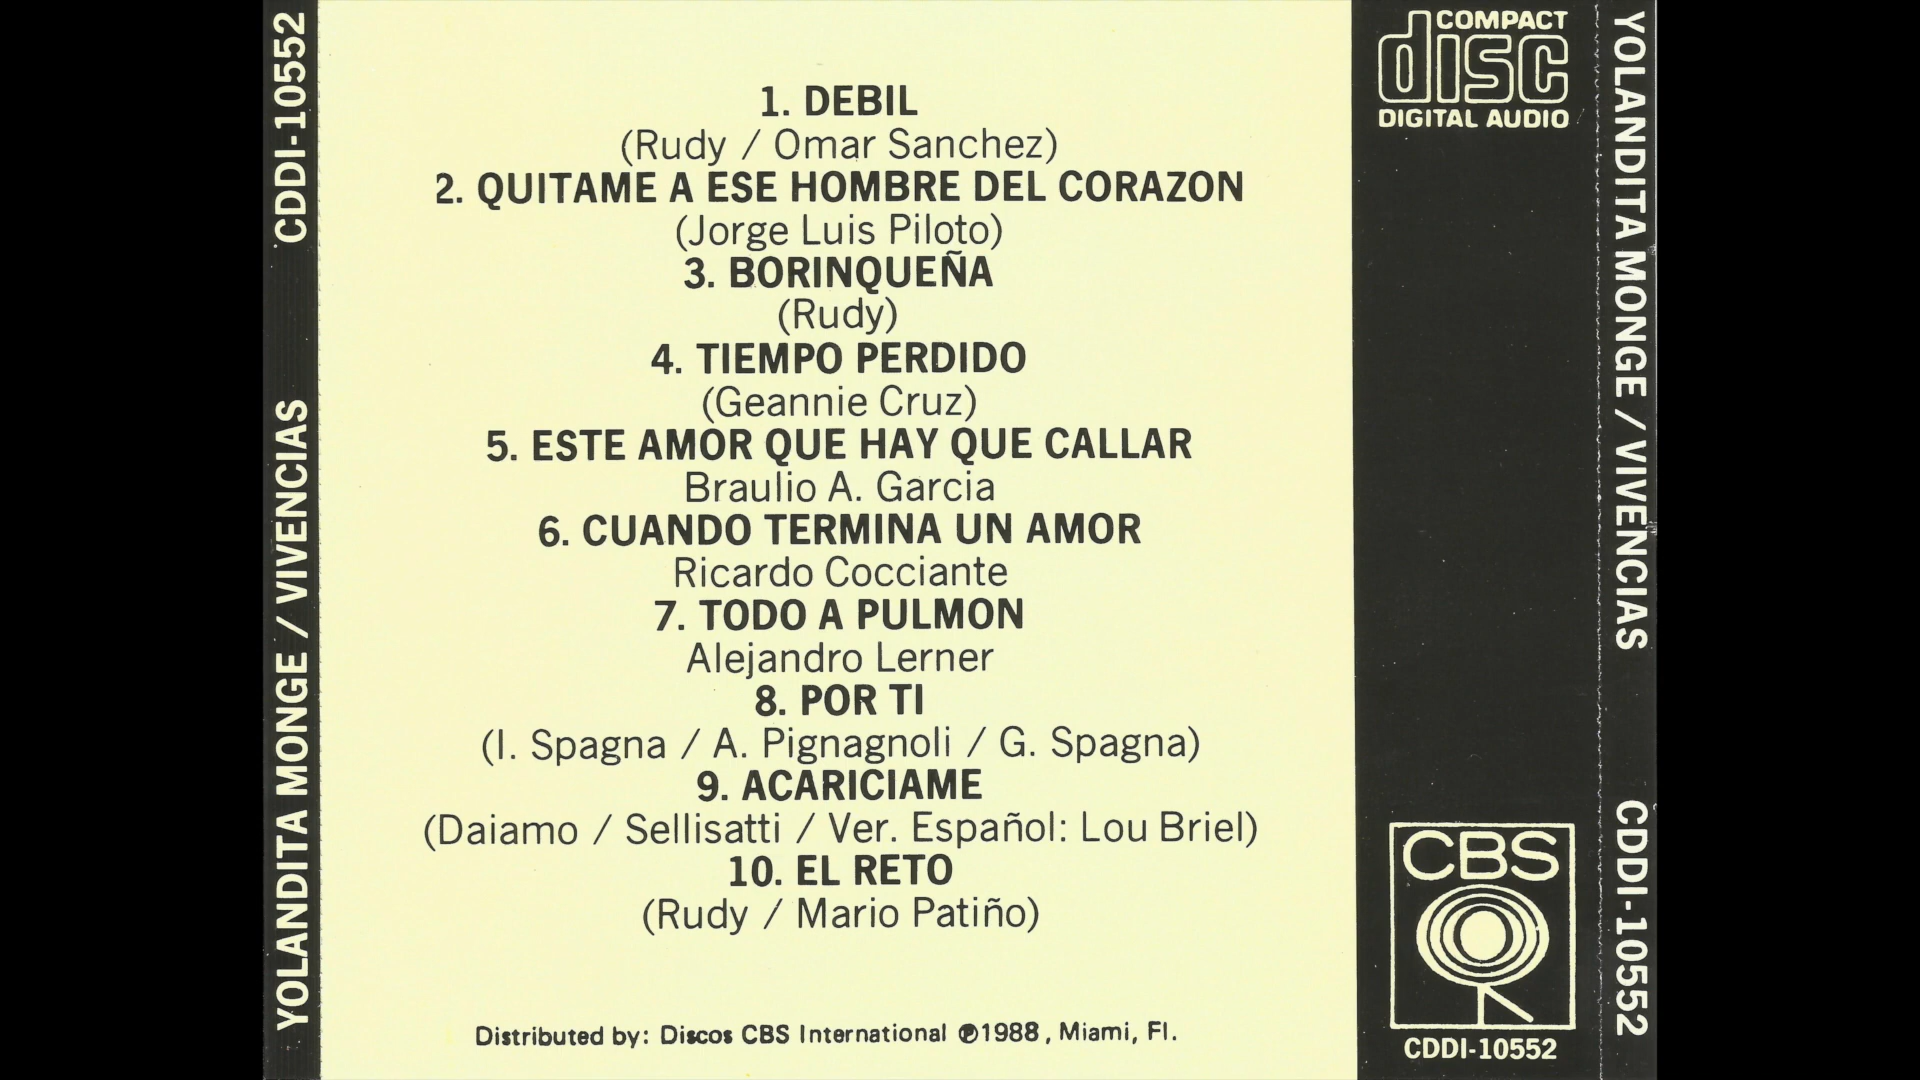 CDDI-10552
YOLANDITA MONGE / VIVENCIAS
1. DEBIL
(Rudy / Omar Sanchez)
2. QUITAME A ESE HOMBRE DEL CORAZON
(Jorge Luis Piloto)
3. BORINQUEÑA
(Rudy)
4. TIEMPO PERDIDO
(Geannie Cruz)
5. ESTE AMOR QUE HAY QUE CALLAR
Braulio A. Garcia
6. CUANDO TERMINA UN AMOR
Ricardo Cocciante
7. TODO A PULMON
Alejandro Lerner
8. POR TI
(I. Spagna / A. Pignagnoli / G. Spagna)
9. ACARICIAME
(Daiamo / Sellisatti / Ver. Español: Lou Briel)
10. EL RETO
(Rudy / Mario Patiño)
Distributed by: Discos CBS International ℗1988, Miami, Fl.
COMPACT
disc
DIGITAL AUDIO
CBS
CDDI-10552
YOLANDITA MONGE / VIVENCIAS
CDDI-10552